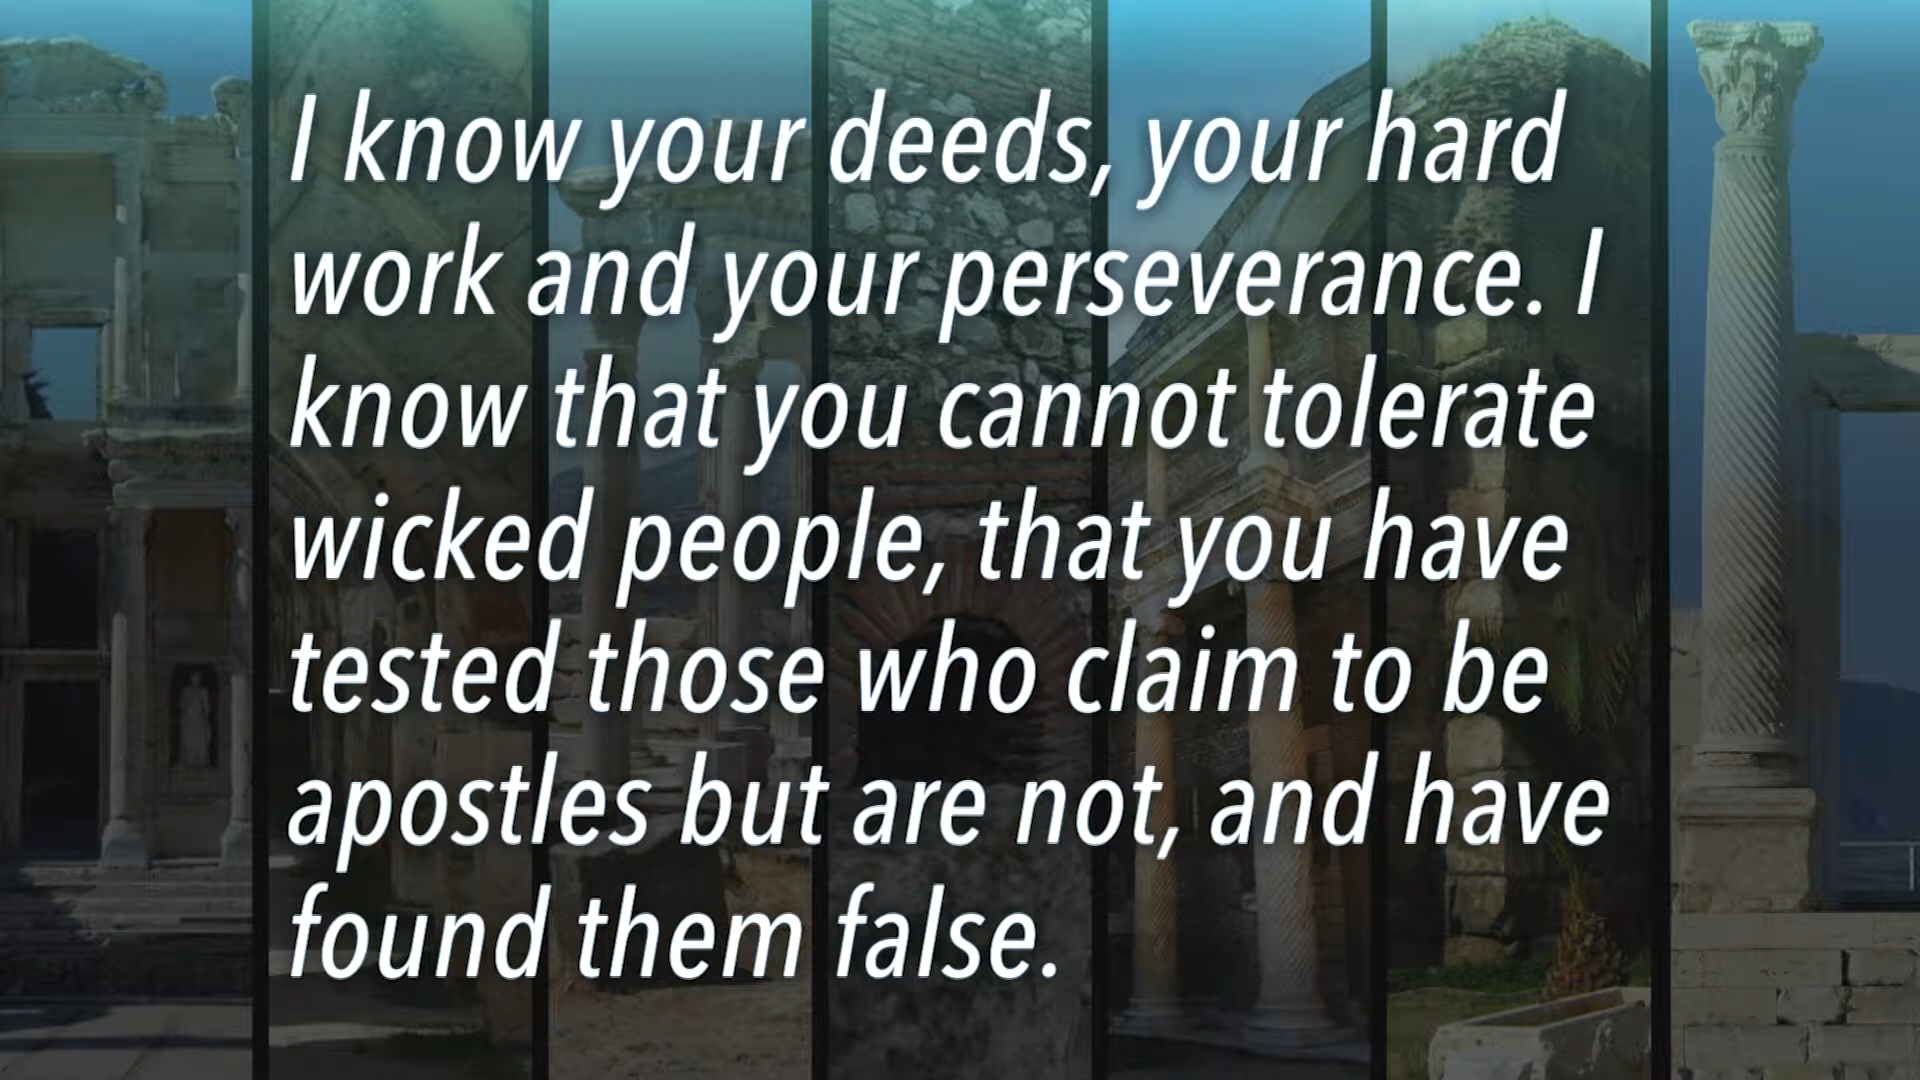 I know your deeds, your hard
work and your perseverance. I
know that you cannot tolerate
wicked people, that you have
tested those who claim to be
apostles but are not, and have
found them false.